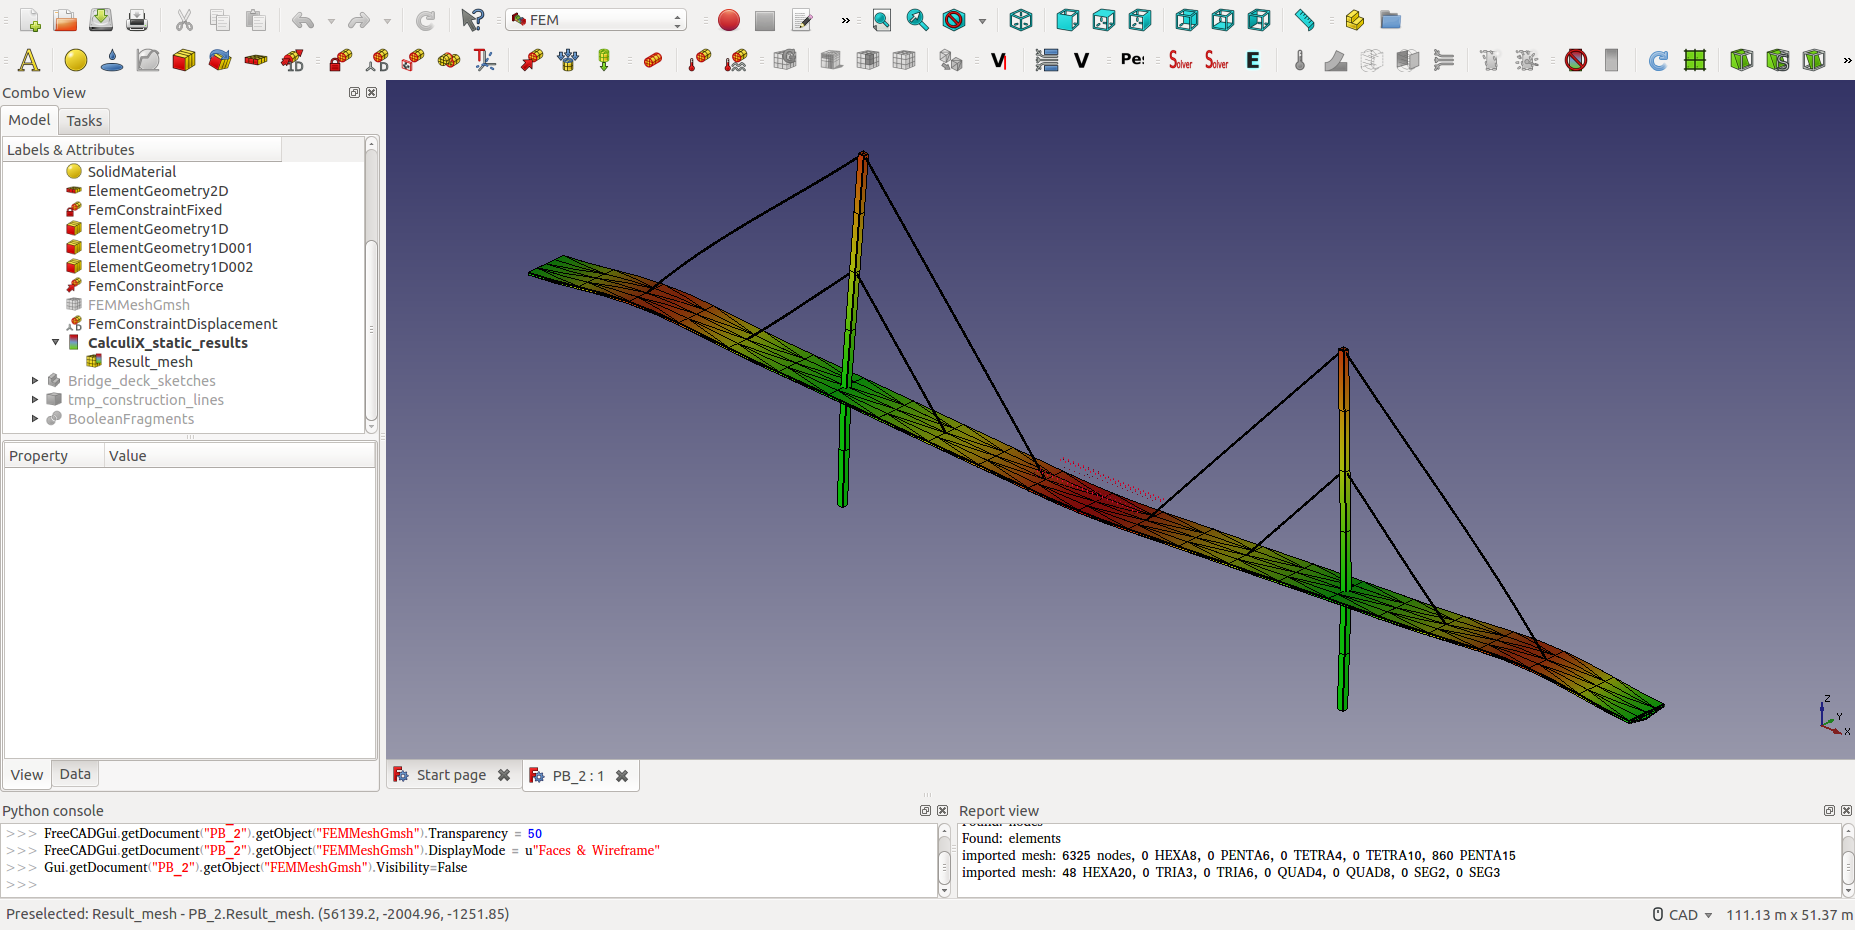 FEM
»
A
D
D
V
V
Pe
Solver
Solver
E
S
»
Combo View
Model
Tasks
Labels & Attributes
SolidMaterial
ElementGeometry2D
FemConstraintFixed
ElementGeometry1D
ElementGeometry1D001
ElementGeometry1D002
FemConstraintForce
FEMMeshGmsh
FemConstraintDisplacement
CalculiX_static_results
Result_mesh
Bridge_deck_sketches
tmp_construction_lines
BooleanFragments
Property Value
View
Data
Z
Y
X
Start page
PB_2 : 1
Python console
>>> FreeCADGui.getDocument("PB_2").getObject("FEMMeshGmsh").Transparency = 50
>>> FreeCADGui.getDocument("PB_2").getObject("FEMMeshGmsh").DisplayMode = u"Faces & Wireframe"
>>> Gui.getDocument("PB_2").getObject("FEMMeshGmsh").Visibility=False
>>>
Report view
Found: nodes
Found: elements
imported mesh: 6325 nodes, 0 HEXA8, 0 PENTA6, 0 TETRA4, 0 TETRA10, 860 PENTA15
imported mesh: 48 HEXA20, 0 TRIA3, 0 TRIA6, 0 QUAD4, 0 QUAD8, 0 SEG2, 0 SEG3
Preselected: Result_mesh - PB_2.Result_mesh. (56139.2, -2004.96, -1251.85)
CAD
111.13 m x 51.37 m